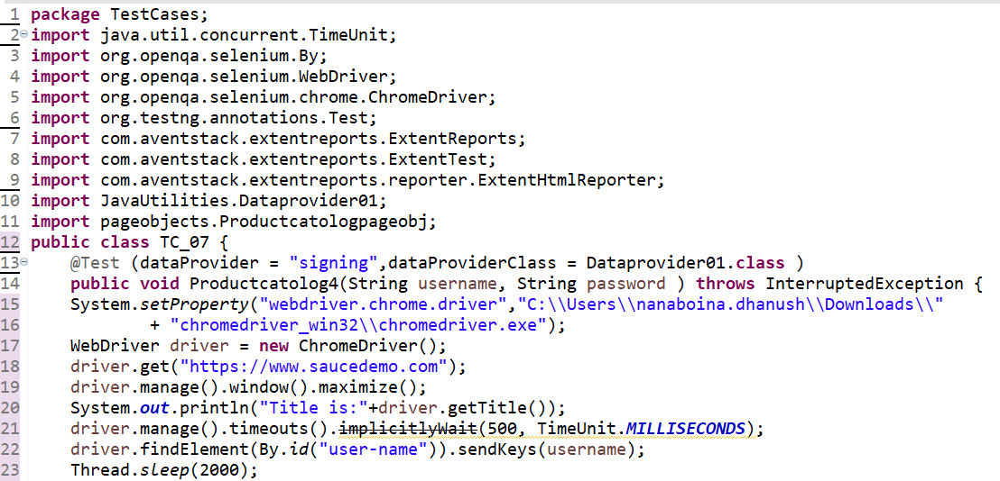 1 package TestCases;
2 import java.util.concurrent.TimeUnit;
3 import org.openqa.selenium.By;
4 import org.openqa.selenium.WebDriver;
5 import org.openqa.selenium.chrome.ChromeDriver;
6 import org.testng.annotations.Test;
7 import com.aventstack.extentreports.ExtentReports;
8 import com.aventstack.extentreports.ExtentTest;
9 import com.aventstack.extentreports.reporter.ExtentHtmlReporter;
10 import JavaUtilities.Dataprovider01;
11 import pageobjects.Productcatologpageobj;
12 public class TC_07 {
13     @Test (dataProvider = "signing",dataProviderClass = Dataprovider01.class )
14     public void Productcatolog4(String username, String password ) throws InterruptedException {
15     System.setProperty("webdriver.chrome.driver","C:\\Users\\nanaboina.dhanush\\Downloads\\"
16             + "chromedriver_win32\\chromedriver.exe");
17     WebDriver driver = new ChromeDriver();
18     driver.get("https://www.saucedemo.com");
19     driver.manage().window().maximize();
20     System.out.println("Title is:"+driver.getTitle());
21     driver.manage().timeouts().implicitlyWait(500, TimeUnit.MILLISECONDS);
22     driver.findElement(By.id("user-name")).sendKeys(username);
23     Thread.sleep(2000);